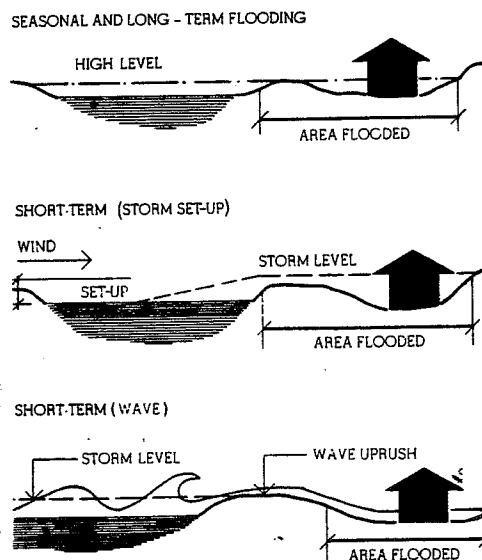 SEASONAL AND LONG - TERM FLOODING
HIGH LEVEL
AREA FLOODED
SHORT-TERM (STORM SET-UP)
WIND
STORM LEVEL
SET-UP
AREA FLOODED
SHORT-TERM (WAVE)
STORM LEVEL
WAVE UPRUSH
AREA FLOODED